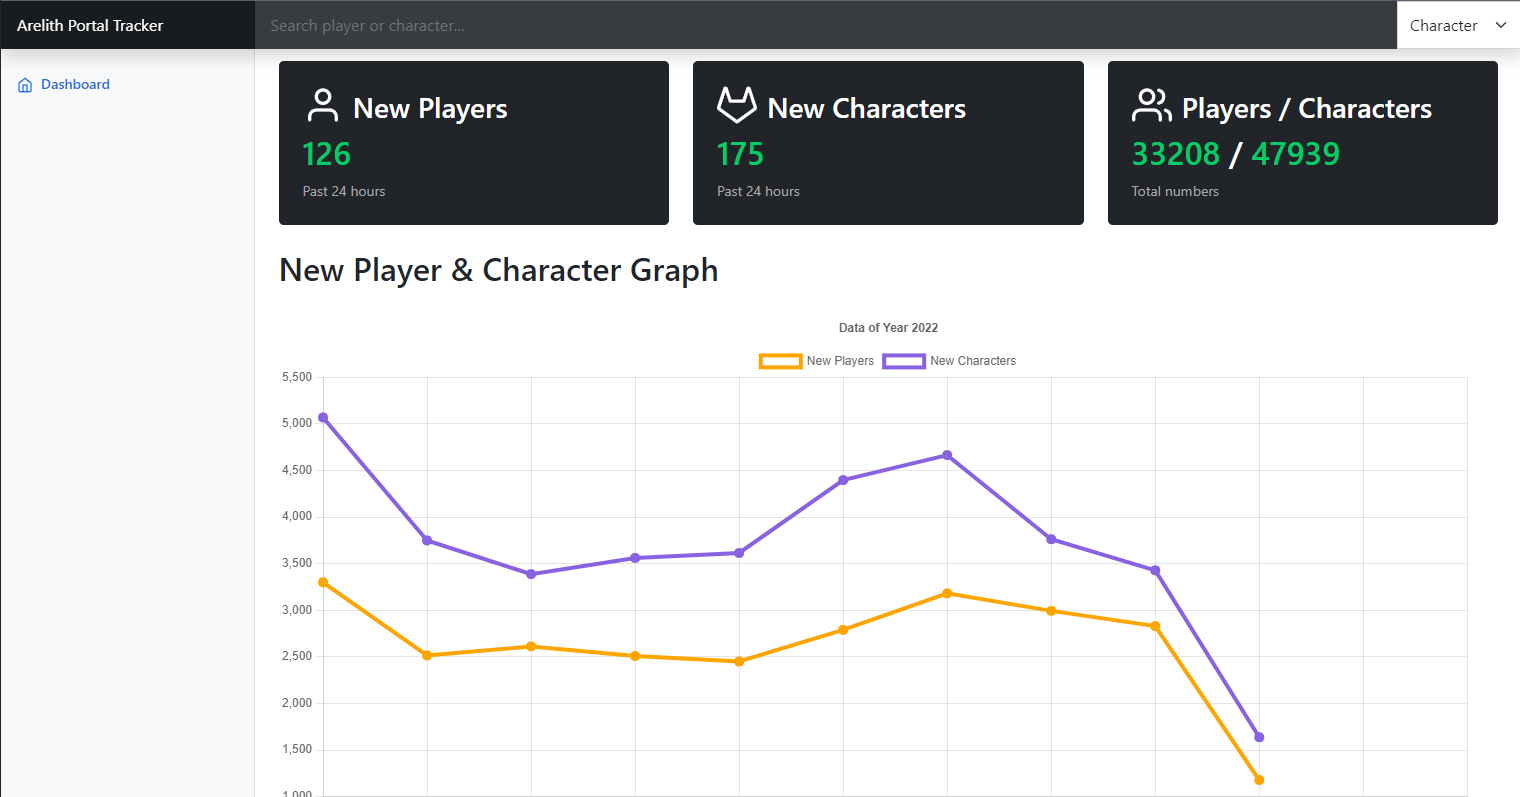 Arelith Portal Tracker
Search player or character...
Character
Dashboard
New Players
126
Past 24 hours
New Characters
175
Past 24 hours
Players / Characters
33208 / 47939
Total numbers
New Player & Character Graph
Data of Year 2022
New Players
New Characters
5,500
5,000
4,500
4,000
3,500
3,000
2,500
2,000
1,500
1,000